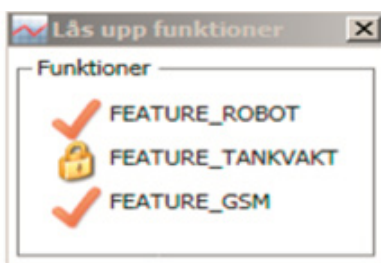 Lås upp funktioner
Funktioner
FEATURE_ROBOT
FEATURE_TANKVAKT
FEATURE_GSM